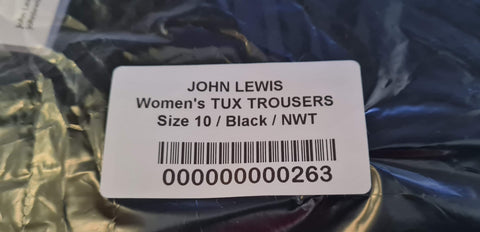 JOHN LEWIS
Women's TUX TROUSERS
Size 10 / Black / NWT
000000000263